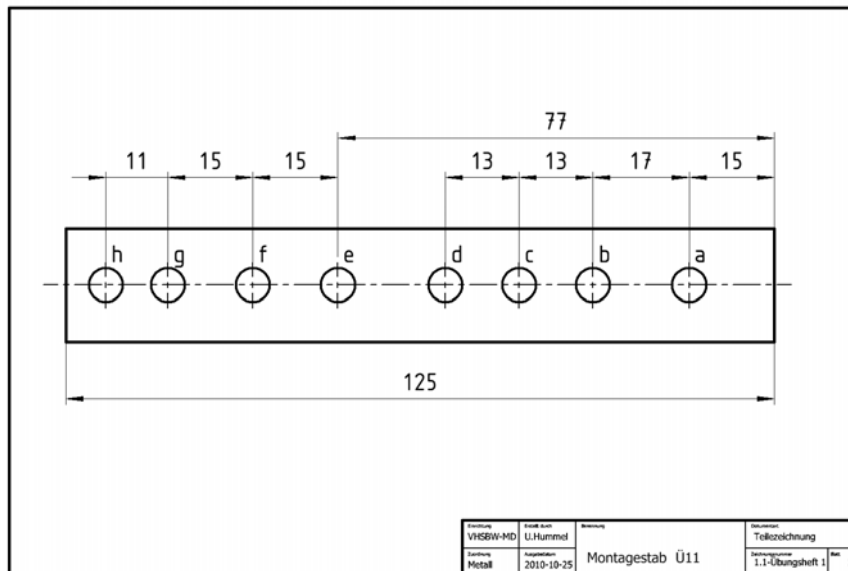 77
11 15 15 13 13 17 15
h g f e d c b a
125
VHSBW-MD U.Hummel
Teilezeichnung
Metall 2010-10-25 Montagestab Ü11 1.1-Übungsheft 1